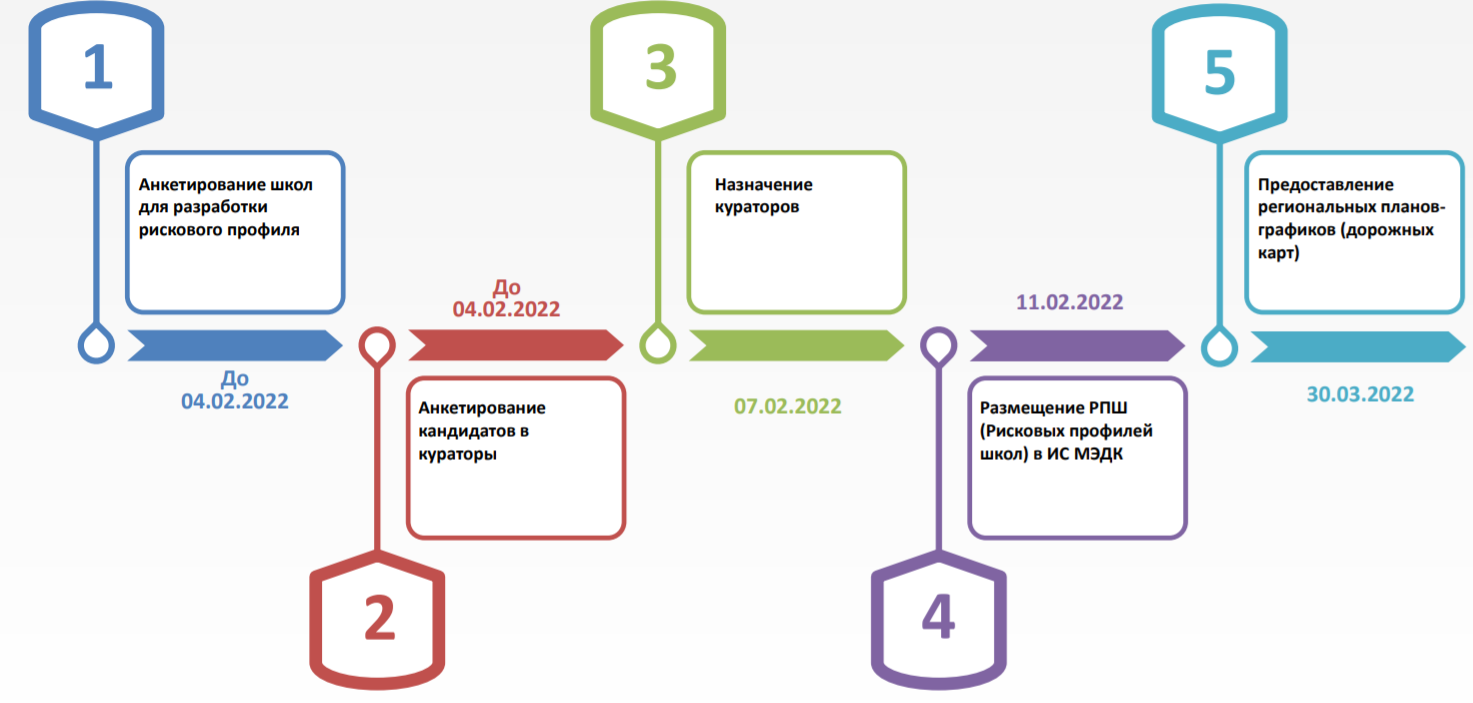 1
Анкетирование школ
для разработки
рискового профиля
До
04.02.2022
2
До
04.02.2022
Анкетирование
кандидатов в
кураторы
3
Назначение
кураторов
07.02.2022
4
11.02.2022
Размещение РПШ
(Рисковых профилей
школ) в ИС МЭДК
5
Предоставление
региональных планов-
графиков (дорожных
карт)
30.03.2022